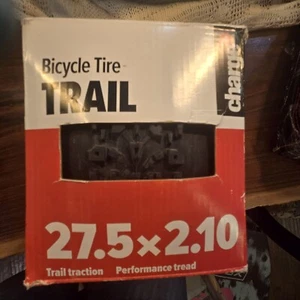 Bicycle Tire
TRAIL
charge
27.5×2.10
Trail traction Performance tread